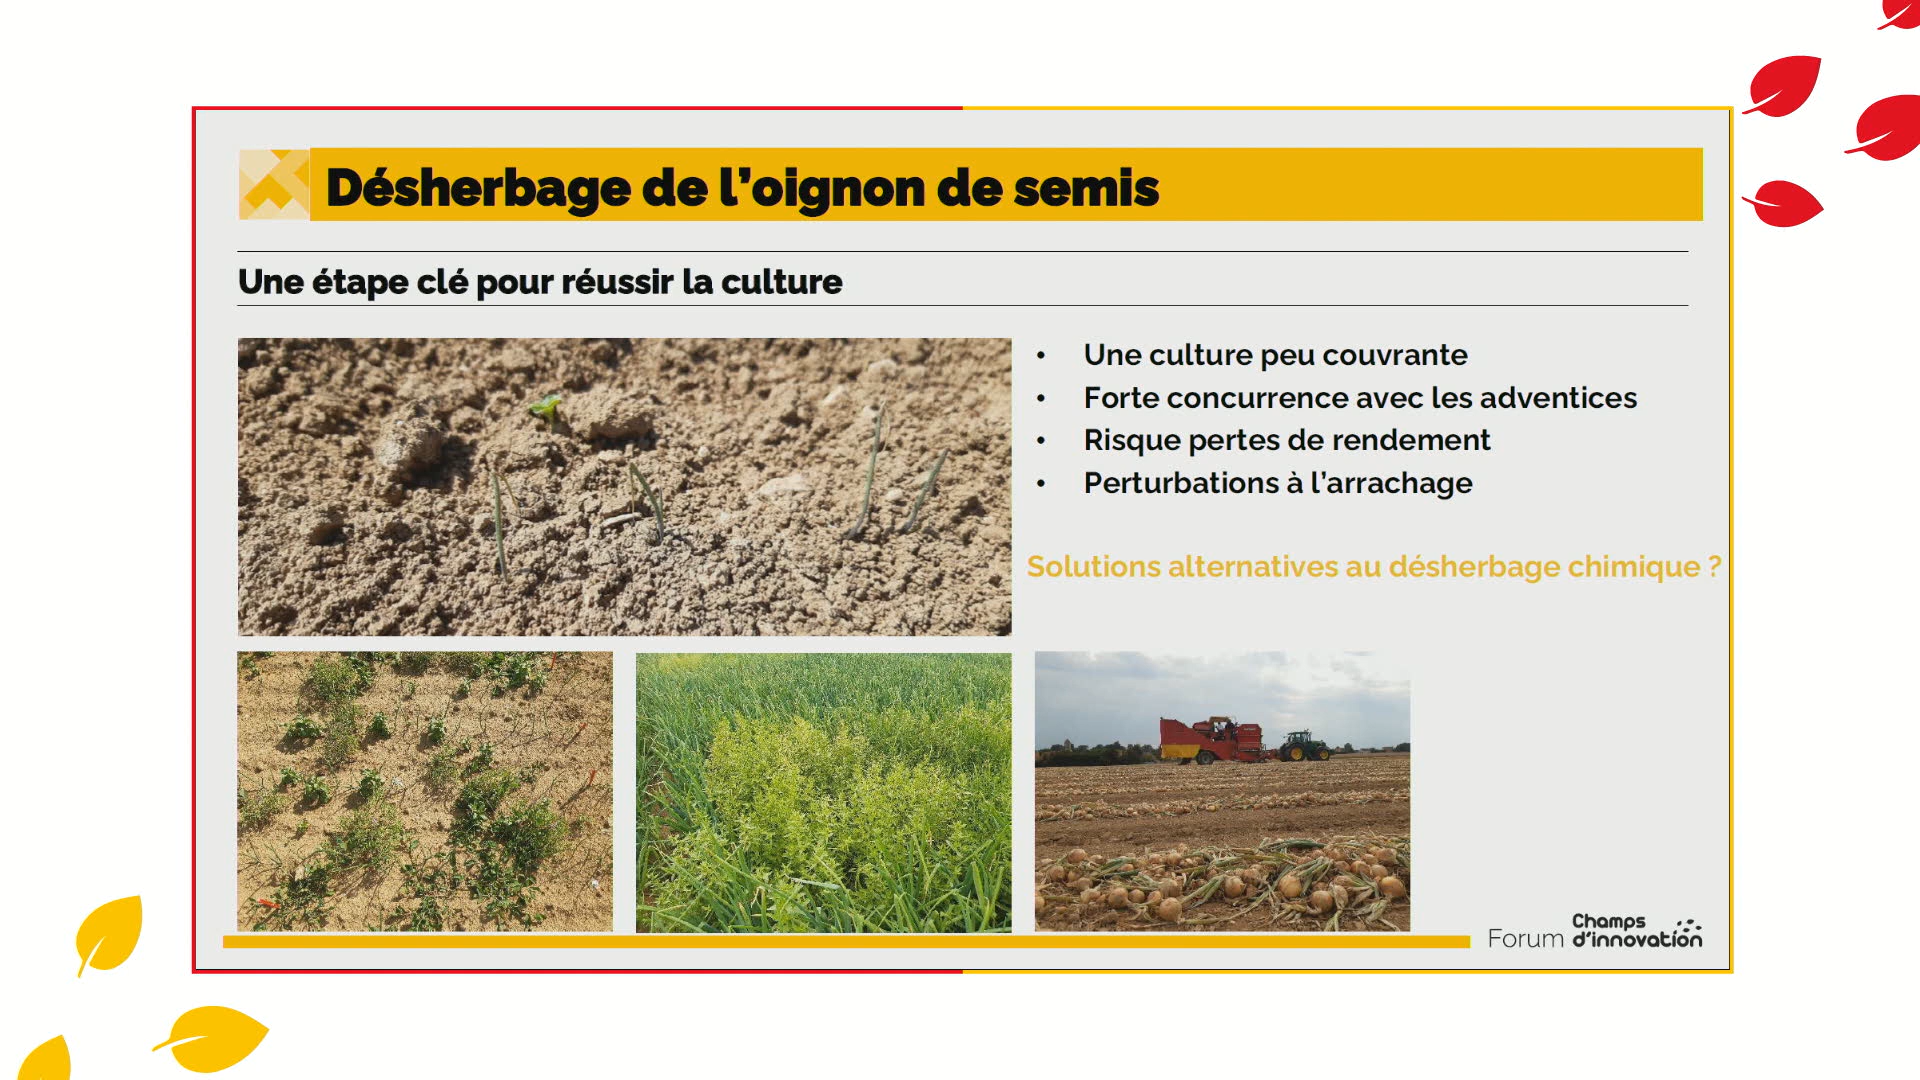 Désherbage de l’oignon de semis
Une étape clé pour réussir la culture
• Une culture peu couvrante
• Forte concurrence avec les adventices
• Risque pertes de rendement
• Perturbations à l’arrachage
Solutions alternatives au désherbage chimique ?
Forum Champs
d'innovation